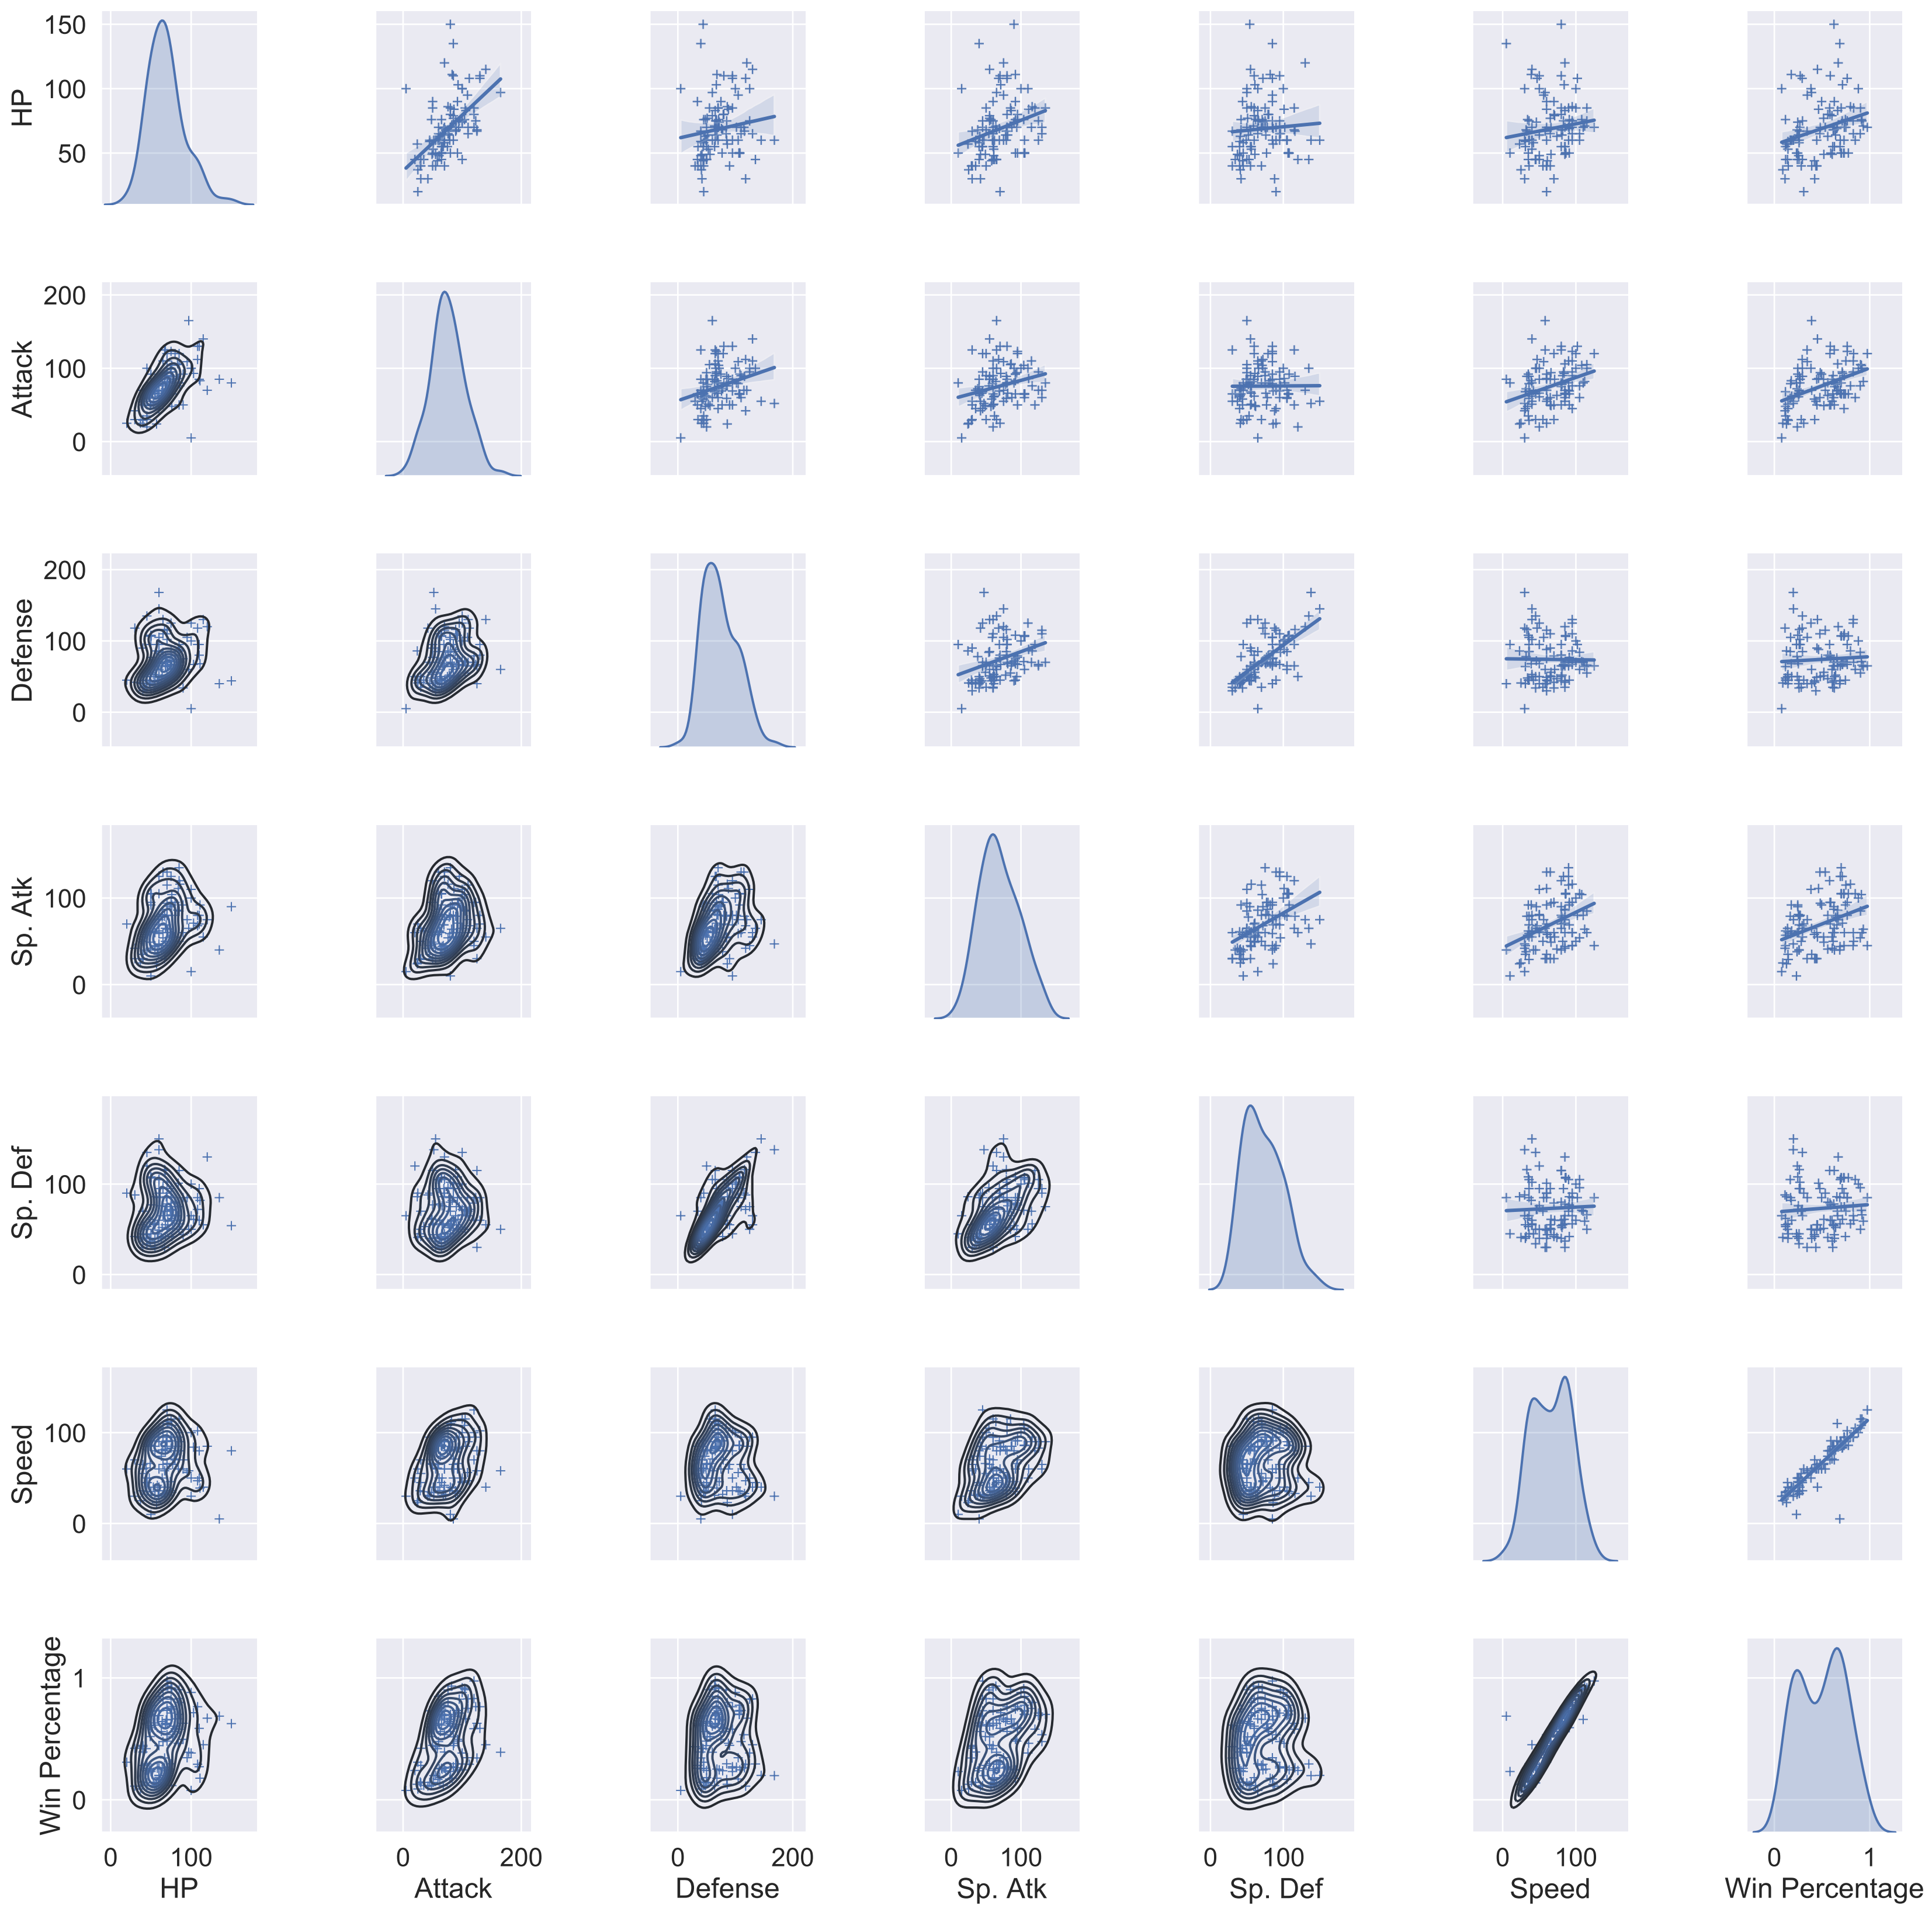 150
100
50
HP
200
100
0
Attack
200
100
0
Defense
100
0
Sp. Atk
100
0
Sp. Def
100
0
Speed
1
0
Win Percentage
0 100 0 200 0 200 0 100 0 100 0 100 0 1
HP Attack Defense Sp. Atk Sp. Def Speed Win Percentage